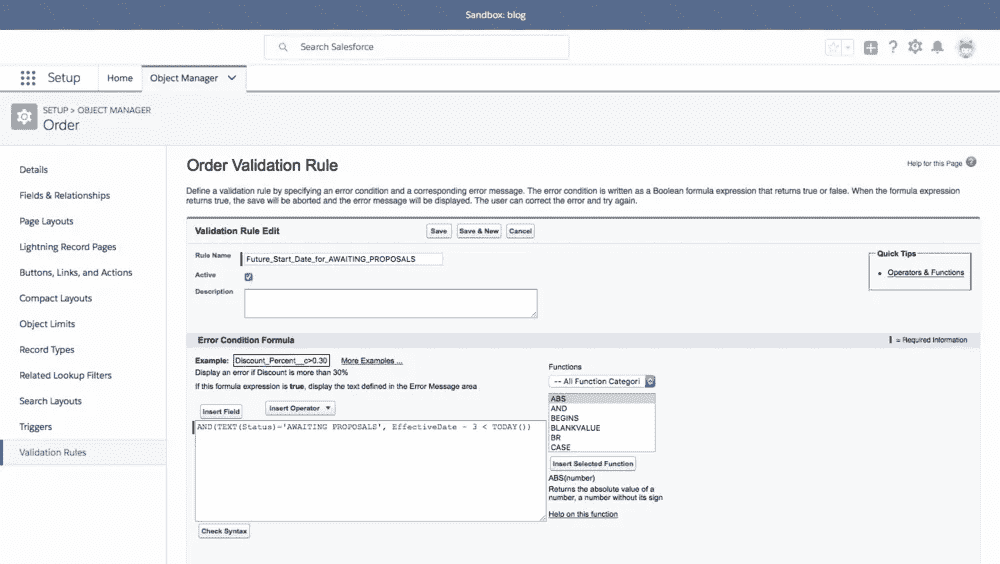 Sandbox: blog
Search Salesforce
Setup
Home
Object Manager
SETUP > OBJECT MANAGER
Order
Details
Fields & Relationships
Page Layouts
Lightning Record Pages
Buttons, Links, and Actions
Compact Layouts
Object Limits
Record Types
Related Lookup Filters
Search Layouts
Triggers
Validation Rules
Order Validation Rule
Help for this Page
Define a validation rule by specifying an error condition and a corresponding error message. The error condition is written as a Boolean formula expression that returns true or false. When the formula expression
returns true, the save will be aborted and the error message will be displayed. The user can correct the error and try again.
Validation Rule Edit
Save
Save & New
Cancel
Rule Name
Future_Start_Date_for_AWAITING_PROPOSALS
Active
Description
Quick Tips
• Operators & Functions
Error Condition Formula
= Required Information
Example: Discount_Percent__c>0.30 More Examples ...
Display an error if Discount is more than 30%
If this formula expression is true, display the text defined in the Error Message area
Insert Field
Insert Operator
AND(TEXT(Status)='AWAITING PROPOSALS', EffectiveDate - 3 < TODAY())
Check Syntax
Functions
-- All Function Categori
ABS
AND
BEGINS
BLANKVALUE
BR
CASE
Insert Selected Function
ABS(number)
Returns the absolute value of a
number, a number without its sign
Help on this function